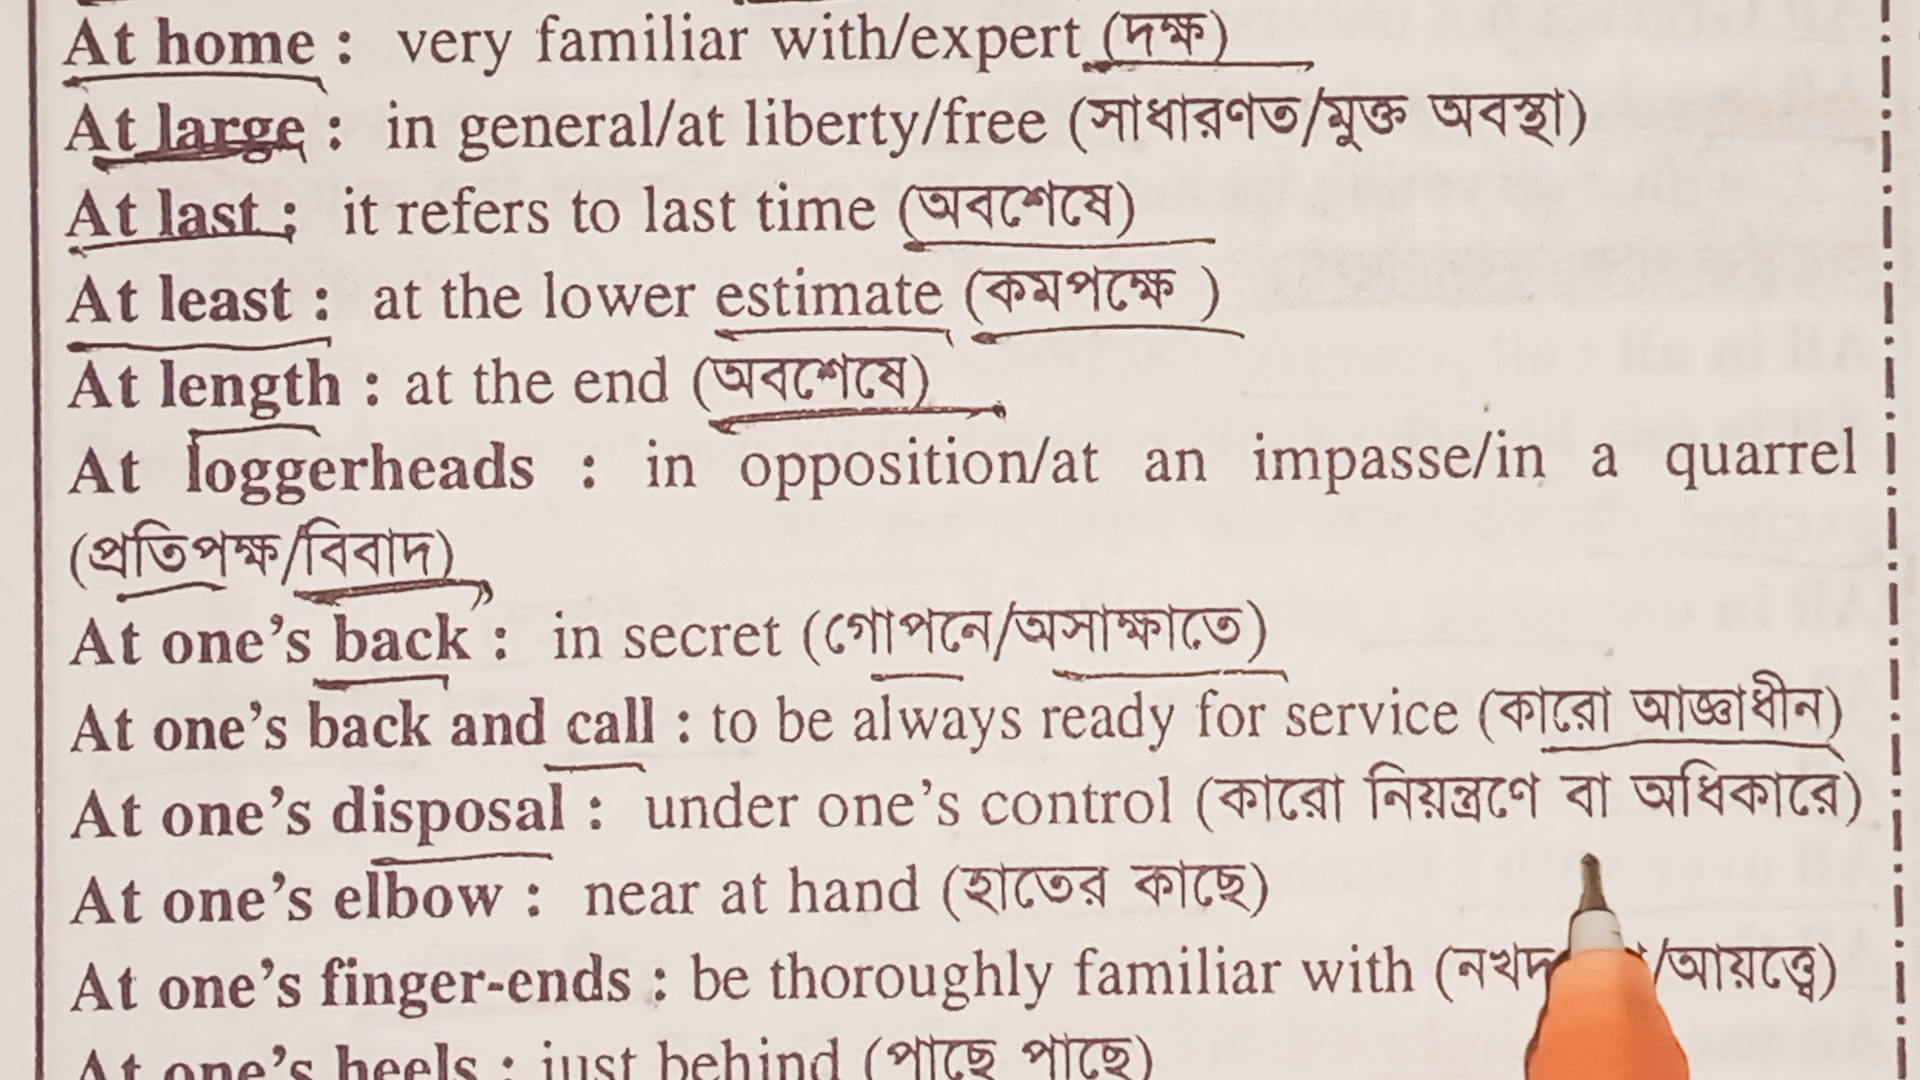 At home : very familiar with/expert (দক্ষ)
At large : in general/at liberty/free (সাধারণত/মুক্ত অবস্থা)
At last : it refers to last time (অবশেষে)
At least : at the lower estimate (কমপক্ষে )
At length : at the end (অবশেষে)
At loggerheads : in opposition/at an impasse/in a quarrel
(প্রতিপক্ষ/বিবাদ)
At one's back : in secret (গোপনে/অসাক্ষাতে)
At one's back and call : to be always ready for service (কারো আজ্ঞাধীন)
At one's disposal : under one's control (কারো নিয়ন্ত্রণে বা অধিকারে)
At one's elbow : near at hand (হাতের কাছে)
At one's finger-ends : be thoroughly familiar with (/আয়ত্ত্বে)
At one's heels : just behind (পাছে পাছে)